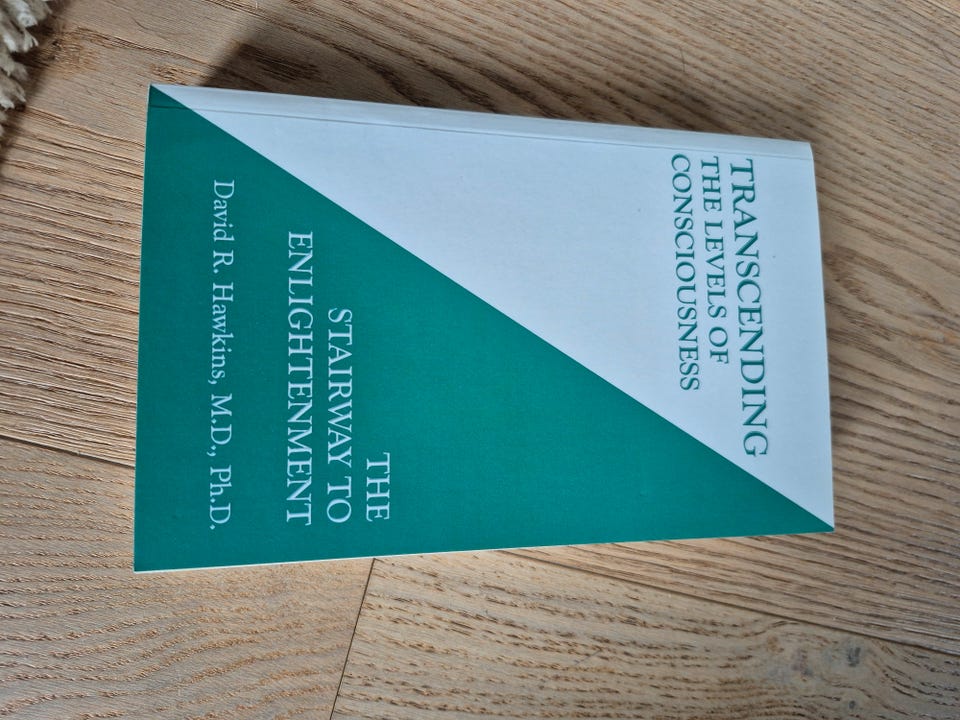 TRANSCENDING
THE LEVELS OF
CONSCIOUSNESS
THE
STAIRWAY TO
ENLIGHTENMENT
David R. Hawkins, M.D., Ph.D.